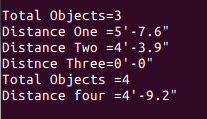 Total Objects=3
Distance One =5'-7.6"
Distance Two =4'-3.9"
Distnce Three=0'-0"
Total Objects =4
Distance four =4'-9.2"